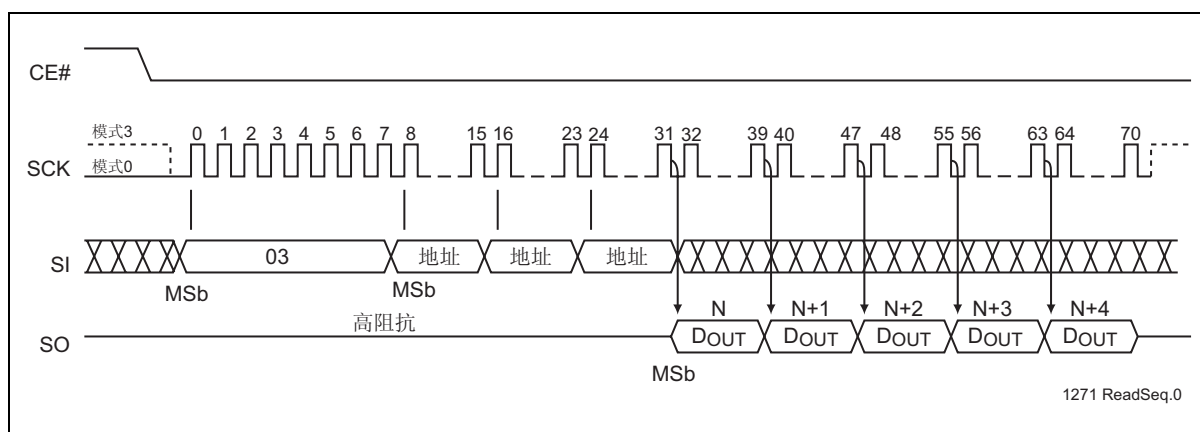 CE#
模式3
0 1 2 3 4 5 6 7 8 15 16 23 24 31 32 39 40 47 48 55 56 63 64 70
SCK
模式0
SI
03
地址
地址
地址
MSb
MSb
高阻抗
N
N+1
N+2
N+3
N+4
SO
DOUT
DOUT
DOUT
DOUT
DOUT
MSb
1271 ReadSeq.0